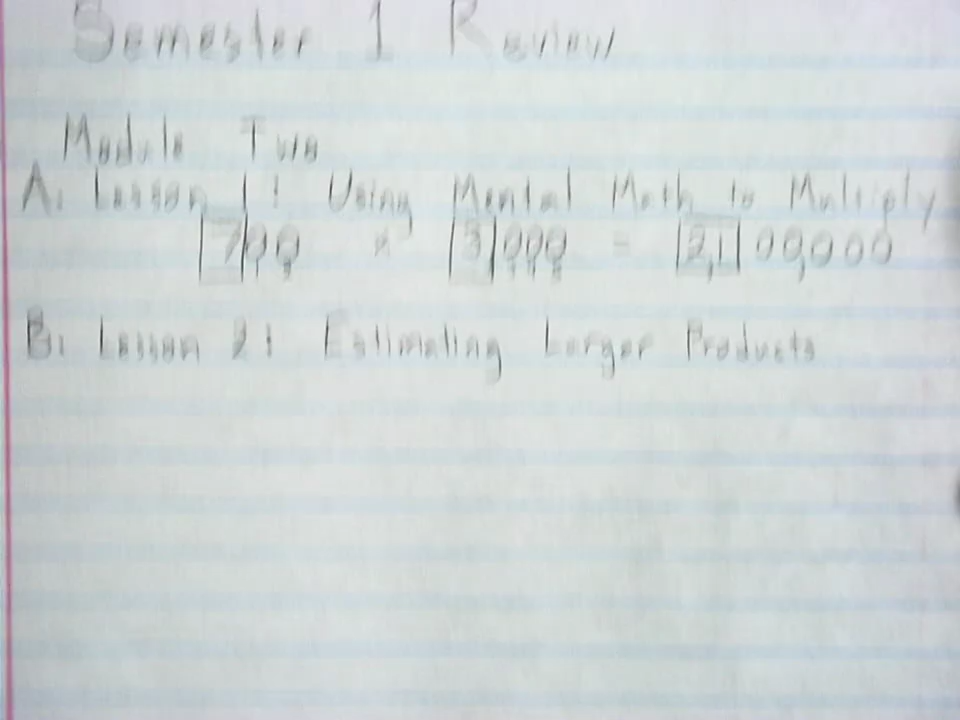 Semester 1 Review
Module Two
A. Lesson 1: Using Mental Math to Multiply
700 x 3,000 = 2,100,000
B. Lesson 2: Estimating Larger Products